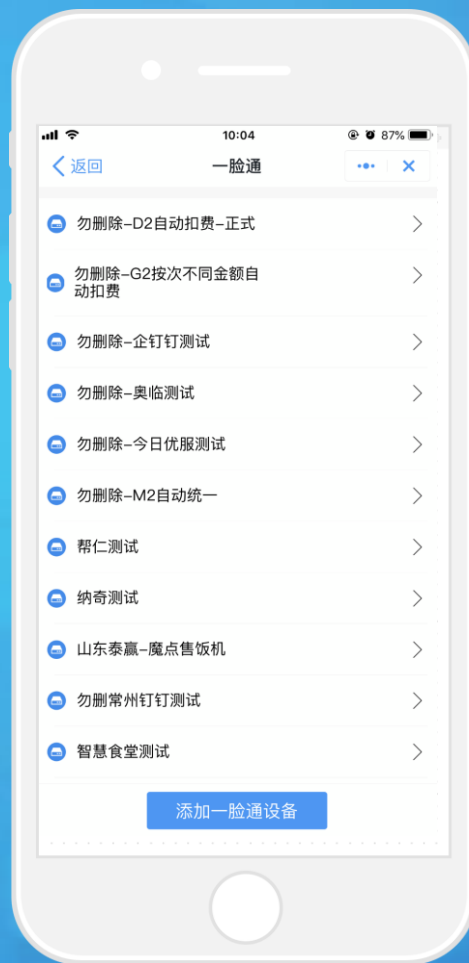 10:04
87%
返回
一脸通
勿删除-D2自动扣费-正式
勿删除-G2按次不同金额自
动扣费
勿删除-企钉钉测试
勿删除-奥临测试
勿删除-今日优服测试
勿删除-M2自动统一
帮仁测试
纳奇测试
山东泰赢-魔点售饭机
勿删常州钉钉测试
智慧食堂测试
添加一脸通设备